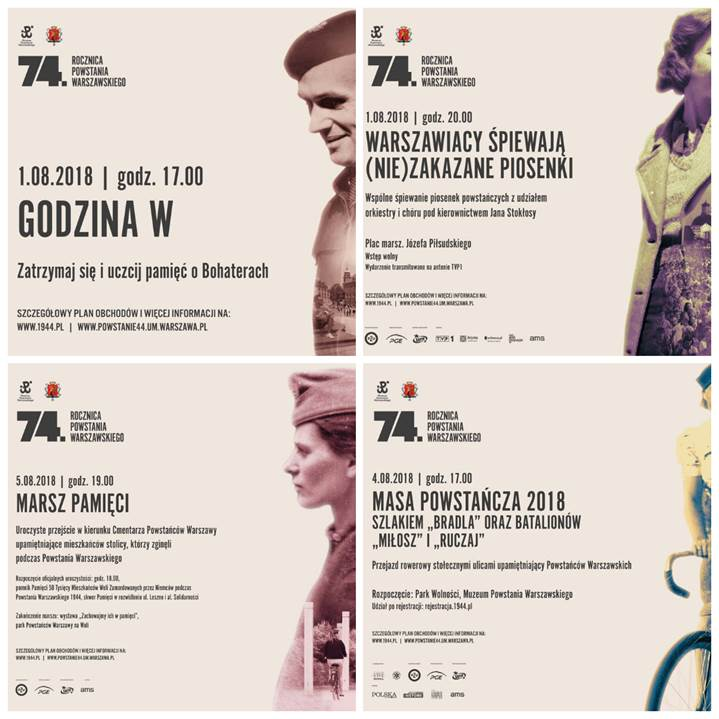 74.
ROCZNICA
POWSTANIA
WARSZAWSKIEGO
1.08.2018 | godz. 17.00
GODZINA W
Zatrzymaj się i uczcij pamięć o Bohaterach
SZCZEGÓŁOWY PLAN OBCHODÓW I WIĘCEJ INFORMACJI NA:
WWW.1944.PL | WWW.POWSTANIE44.UM.WARSZAWA.PL
74.
ROCZNICA
POWSTANIA
WARSZAWSKIEGO
1.08.2018 | godz. 20.00
WARSZAWIACY ŚPIEWAJĄ
(NIE)ZAKAZANE PIOSENKI
Wspólne śpiewanie piosenek powstańczych z udziałem
orkiestry i chóru pod kierownictwem Jana Stokłosy
Plac marsz. Józefa Piłsudskiego
Wstęp wolny
Wydarzenie transmitowane na antenie TVP1
SZCZEGÓŁOWY PLAN OBCHODÓW I WIĘCEJ INFORMACJI NA:
WWW.1944.PL | WWW.POWSTANIE44.UM.WARSZAWA.PL
PGE TVP1 ams
74.
ROCZNICA
POWSTANIA
WARSZAWSKIEGO
5.08.2018 | godz. 19.00
MARSZ PAMIĘCI
Uroczyste przejście w kierunku Cmentarza Powstańców Warszawy
upamiętniające mieszkańców stolicy, którzy zginęli
podczas Powstania Warszawskiego
Rozpoczęcie oficjalnych uroczystości: godz. 18.00,
pomnik Pamięci 50 Tysięcy Mieszkańców Woli Zamordowanych przez Niemców podczas
Powstania Warszawskiego 1944, skwer Pamięci w rozwidleniu ul. Leszno i al. Solidarności
Zakończenie marszu: wystawa „Zachowajmy ich w pamięci”,
park Powstańców Warszawy na Woli
SZCZEGÓŁOWY PLAN OBCHODÓW I WIĘCEJ INFORMACJI NA:
WWW.1944.PL | WWW.POWSTANIE44.UM.WARSZAWA.PL
PGE ams
74.
ROCZNICA
POWSTANIA
WARSZAWSKIEGO
4.08.2018 | godz. 17.00
MASA POWSTAŃCZA 2018
SZLAKIEM „BRADLA” ORAZ BATALIONÓW
„MIŁOSZ” I „RUCZAJ”
Przejazd rowerowy stołecznymi ulicami upamiętniający Powstańców Warszawskich
Rozpoczęcie: Park Wolności, Muzeum Powstania Warszawskiego
Udział po rejestracji: rejestracja.1944.pl
SZCZEGÓŁOWY PLAN OBCHODÓW I WIĘCEJ INFORMACJI NA:
WWW.1944.PL | WWW.POWSTANIE44.UM.WARSZAWA.PL
PGE
POLSKA ams